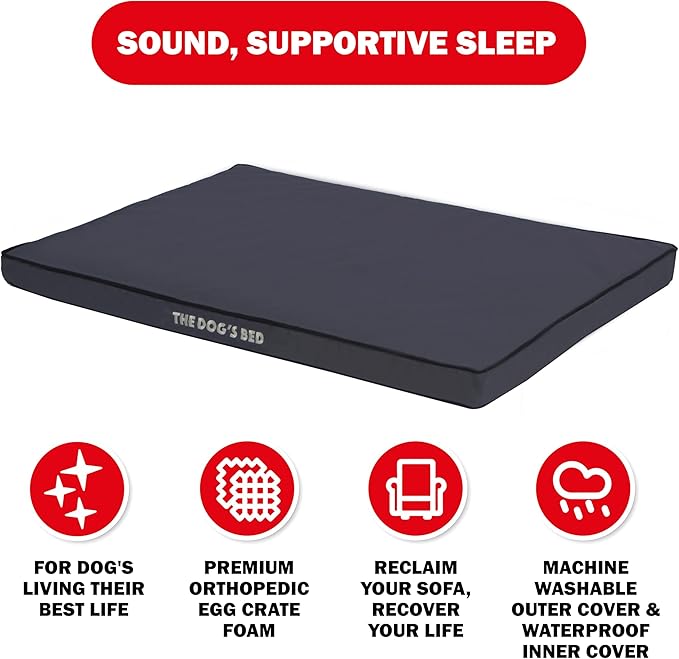 SOUND, SUPPORTIVE SLEEP
THE DOG'S BED
FOR DOG'S
LIVING THEIR
BEST LIFE
PREMIUM
ORTHOPEDIC
EGG CRATE
FOAM
RECLAIM
YOUR SOFA,
RECOVER
YOUR LIFE
MACHINE
WASHABLE
OUTER COVER &
WATERPROOF
INNER COVER